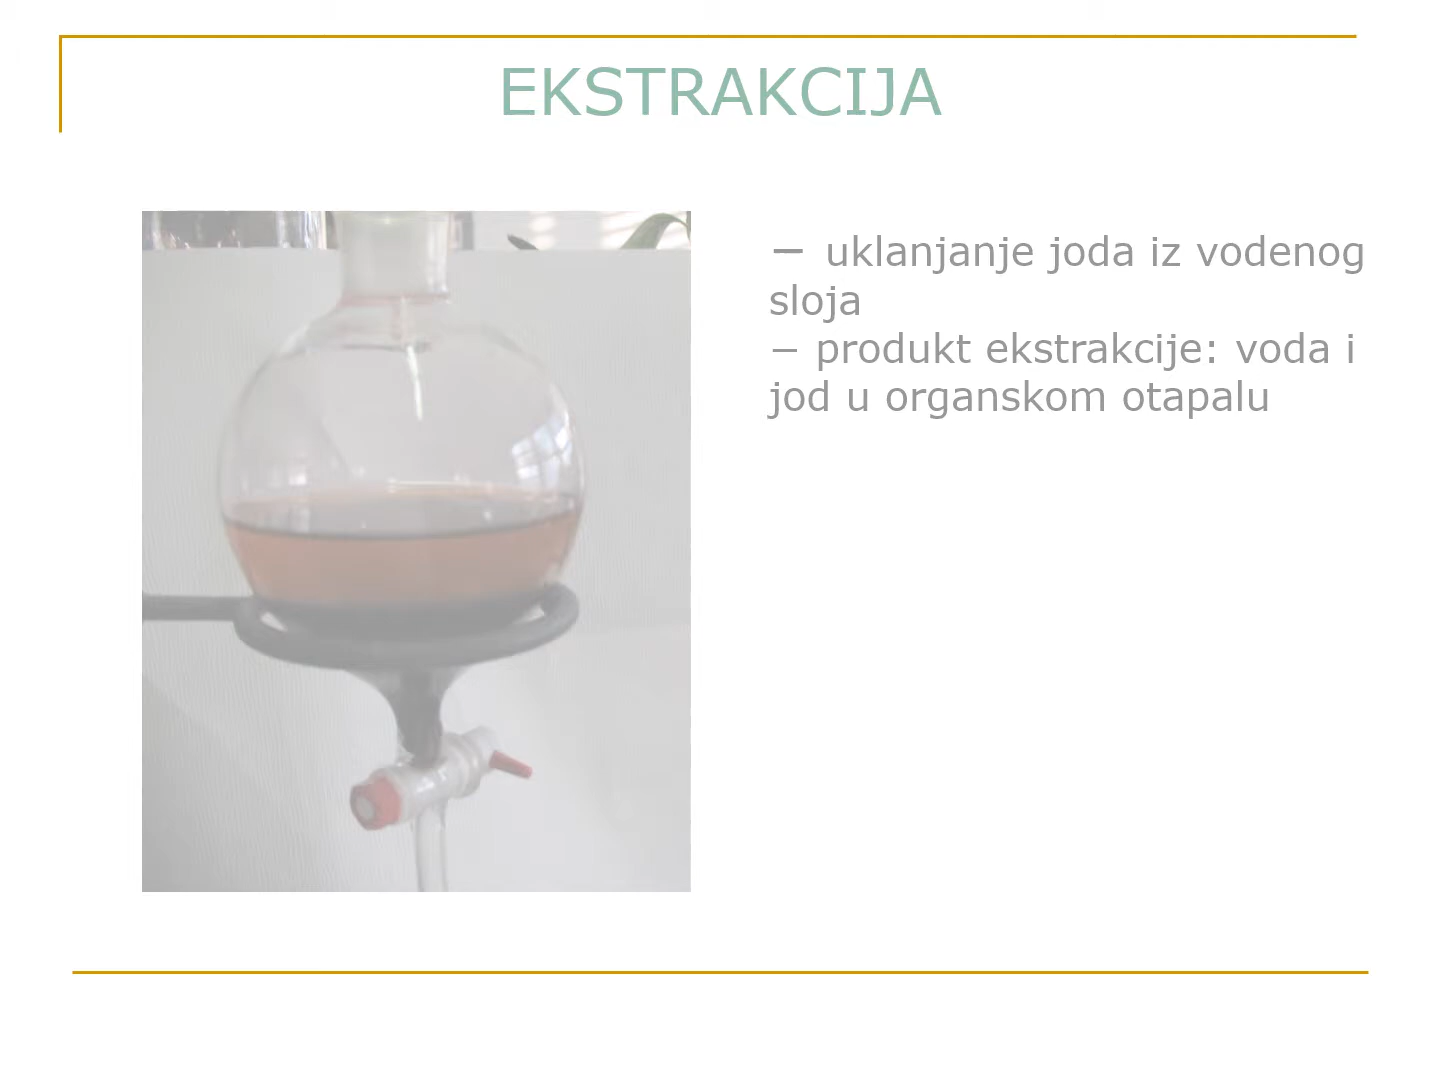 EKSTRAKCIJA
− uklanjanje joda iz vodenog
sloja
− produkt ekstrakcije: voda i
jod u organskom otapalu